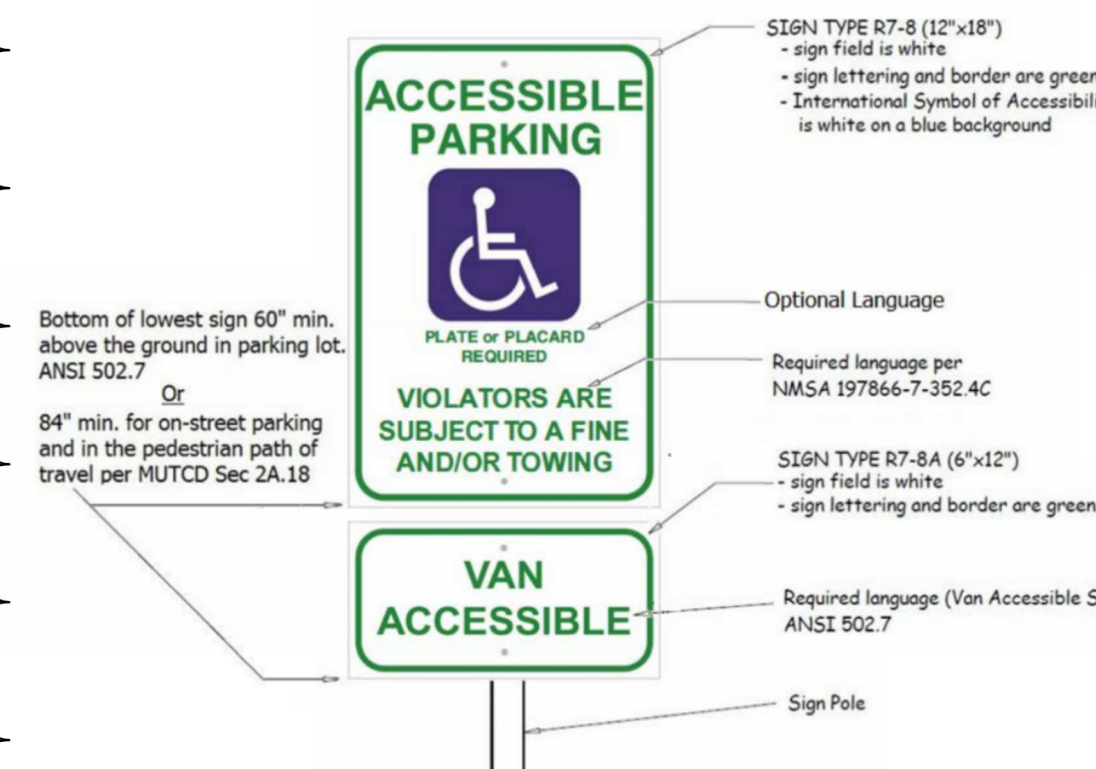 SIGN TYPE R7-8 (12"x18")
- sign field is white
- sign lettering and border are green
- International Symbol of Accessibili
is white on a blue background
ACCESSIBLE
PARKING
Optional Language
PLATE or PLACARD
REQUIRED
Required language per
NMSA 197866-7-352.4C
VIOLATORS ARE
SUBJECT TO A FINE
AND/OR TOWING
Bottom of lowest sign 60" min.
above the ground in parking lot.
ANSI 502.7
Or
84" min. for on-street parking
and in the pedestrian path of
travel per MUTCD Sec 2A.18
SIGN TYPE R7-8A (6"x12")
- sign field is white
- sign lettering and border are green
VAN
ACCESSIBLE
Required language (Van Accessible S
ANSI 502.7
Sign Pole